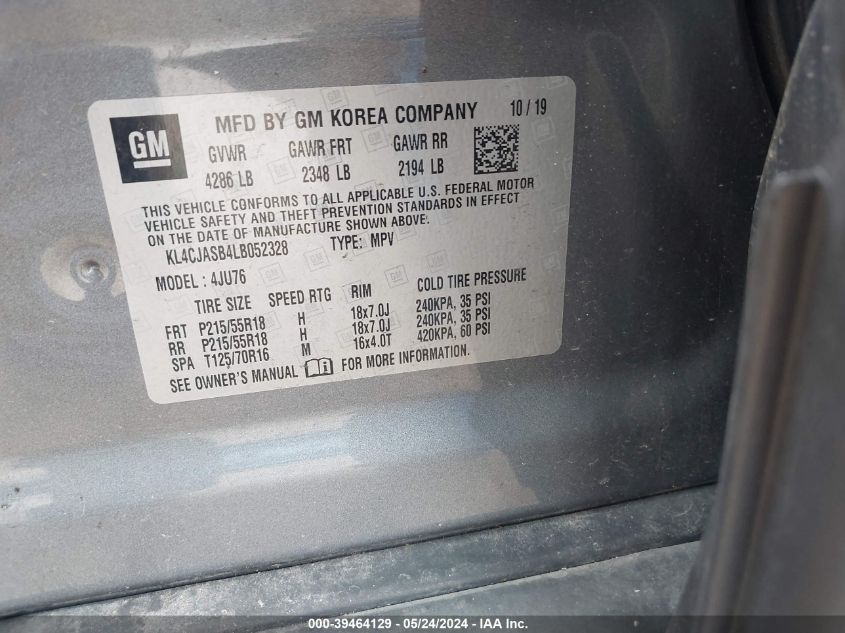 GM
MFD BY GM KOREA COMPANY 10/19
GVWR GAWR FRT GAWR RR
4286 LB 2348 LB 2194 LB
THIS VEHICLE CONFORMS TO ALL APPLICABLE U.S. FEDERAL MOTOR
VEHICLE SAFETY AND THEFT PREVENTION STANDARDS IN EFFECT
ON THE DATE OF MANUFACTURE SHOWN ABOVE.
KL4CJASB4LB052328 TYPE: MPV
MODEL : 4JU76
TIRE SIZE SPEED RTG RIM COLD TIRE PRESSURE
FRT P215/55R18 H 18x7.0J 240KPA, 35 PSI
RR P215/55R18 H 18x7.0J 240KPA, 35 PSI
SPA T125/70R16 M 16x4.0T 420KPA, 60 PSI
SEE OWNER'S MANUAL FOR MORE INFORMATION.
000-39464129 - 05/24/2024 - IAA Inc.